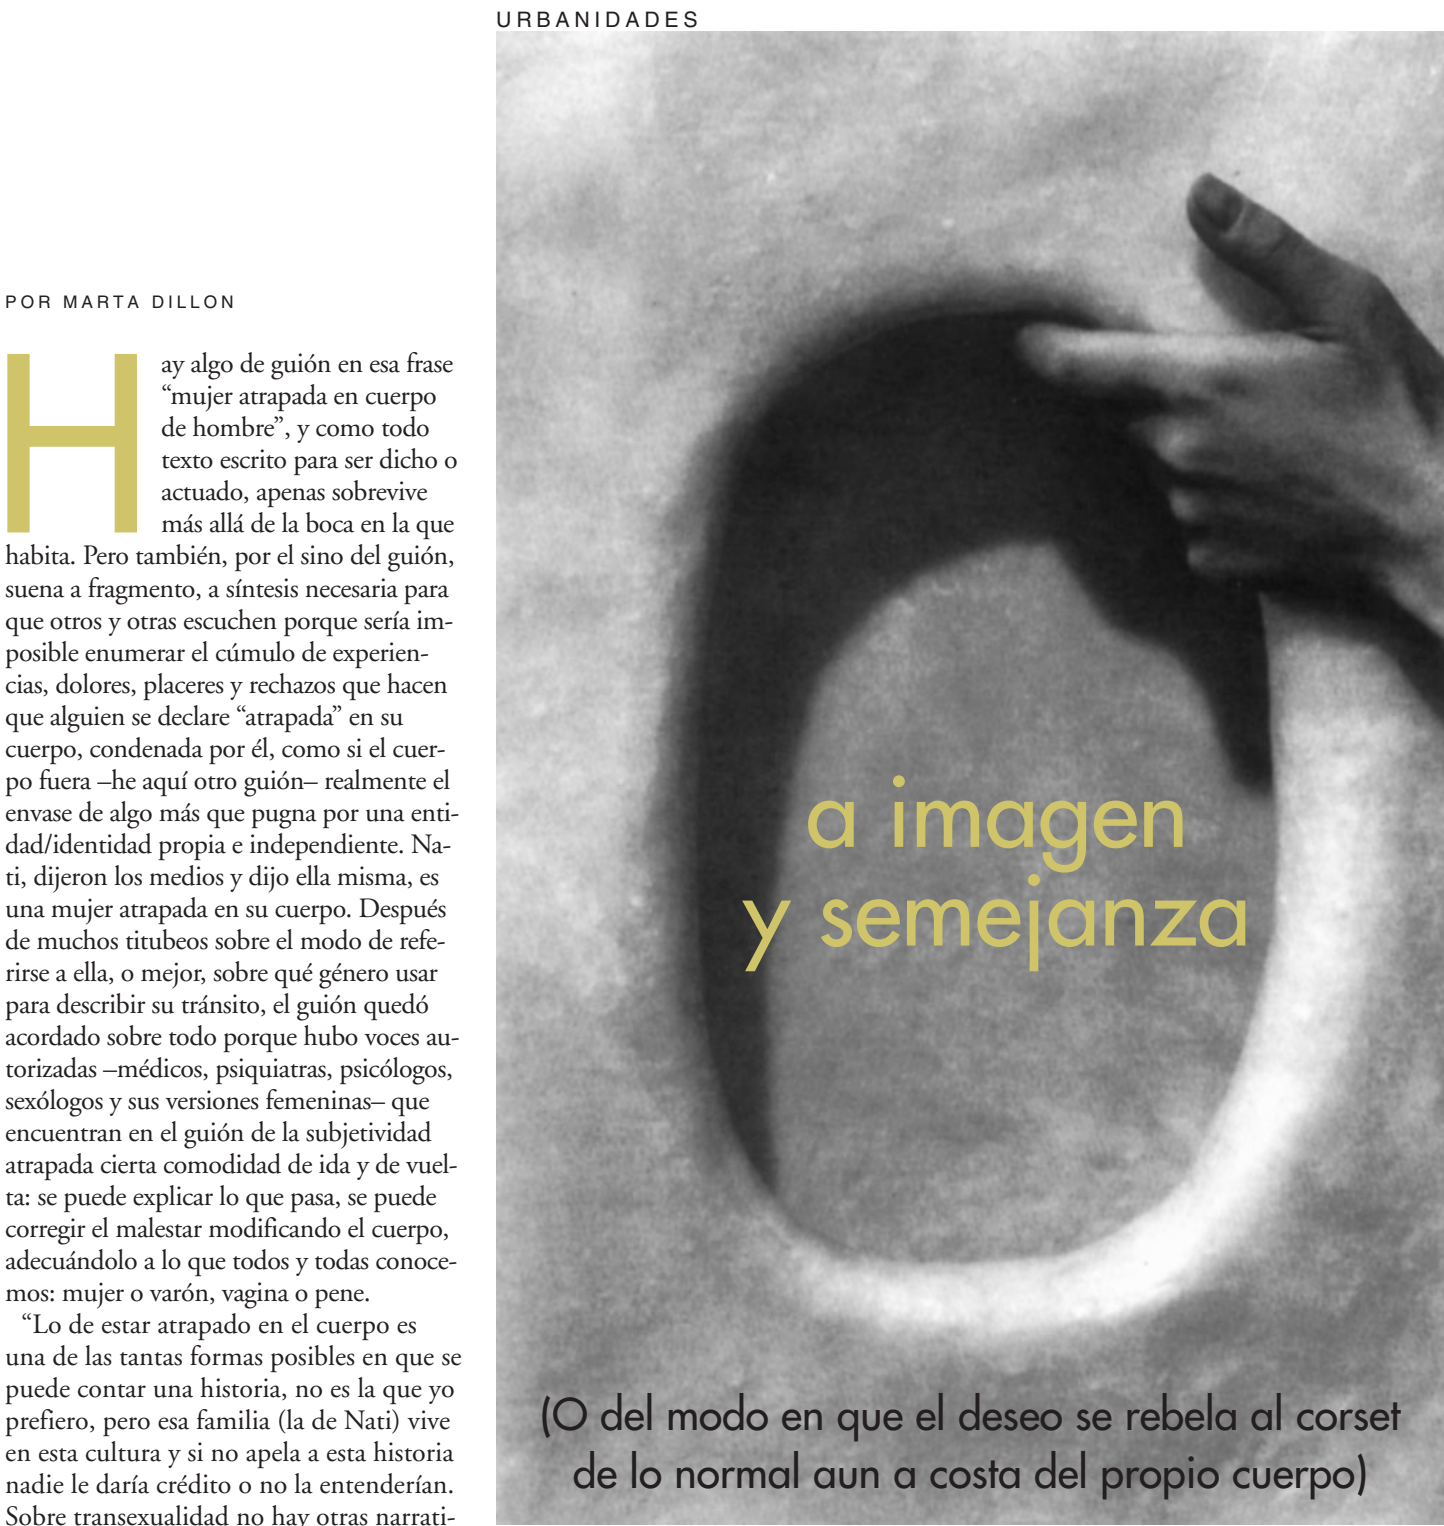 URBANIDADES
POR MARTA DILLON
Hay algo de guión en esa frase
“mujer atrapada en cuerpo
de hombre”, y como todo
texto escrito para ser dicho o
actuado, apenas sobrevive
más allá de la boca en la que
habita. Pero también, por el sino del guión,
suena a fragmento, a síntesis necesaria para
que otros y otras escuchen porque sería im-
posible enumerar el cúmulo de experien-
cias, dolores, placeres y rechazos que hacen
que alguien se declare “atrapada” en su
cuerpo, condenada por él, como si el cuer-
po fuera –he aquí otro guión– realmente el
envase de algo más que pugna por una enti-
dad/identidad propia e independiente. Na-
ti, dijeron los medios y dijo ella misma, es
una mujer atrapada en su cuerpo. Después
de muchos titubeos sobre el modo de refe-
rirse a ella, o mejor, sobre qué género usar
para describir su tránsito, el guión quedó
acordado sobre todo porque hubo voces au-
torizadas –médicos, psiquiatras, psicólogos,
sexólogos y sus versiones femeninas– que
encuentran en el guión de la subjetividad
atrapada cierta comodidad de ida y de vuel-
ta: se puede explicar lo que pasa, se puede
corregir el malestar modificando el cuerpo,
adecuándolo a lo que todos y todas conoce-
mos: mujer o varón, vagina o pene.
“Lo de estar atrapado en el cuerpo es
una de las tantas formas posibles en que se
puede contar una historia, no es la que yo
prefiero, pero esa familia (la de Nati) vive
en esta cultura y si no apela a esta historia
nadie le daría crédito o no la entenderían.
Sobre transexualidad no hay otras narrati-
a imagen
y semejanza
(O del modo en que el deseo se rebela al corset
de lo normal aun a costa del propio cuerpo)